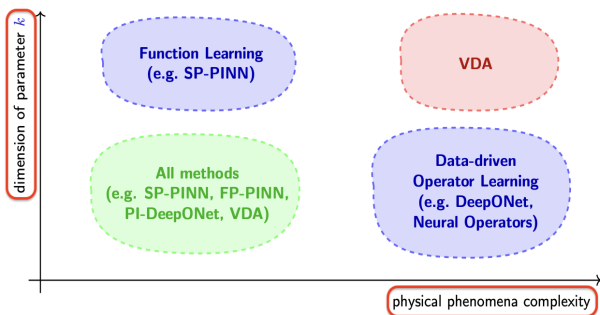 dimension of parameter k
Function Learning
(e.g. SP-PINN)
VDA
All methods
(e.g. SP-PINN, FP-PINN,
PI-DeepONet, VDA)
Data-driven
Operator Learning
(e.g. DeepONet,
Neural Operators)
physical phenomena complexity